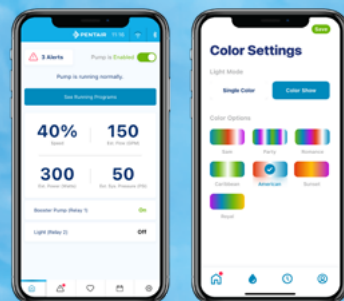 PENTAIR 11:16
3 Alerts
Pump is Enabled
Pump is running normally.
See Running Programs
40%
Speed
150
Est. Flow (GPM)
300
Est. Power (Watts)
50
Est. Sys. Pressure (PSI)
Booster Pump (Relay 1) On
Light (Relay 2) Off
Save
Color Settings
Light Mode
Single Color
Color Show
Color Options
Sam
Party
Romance
Caribbean
American
Sunset
Royal